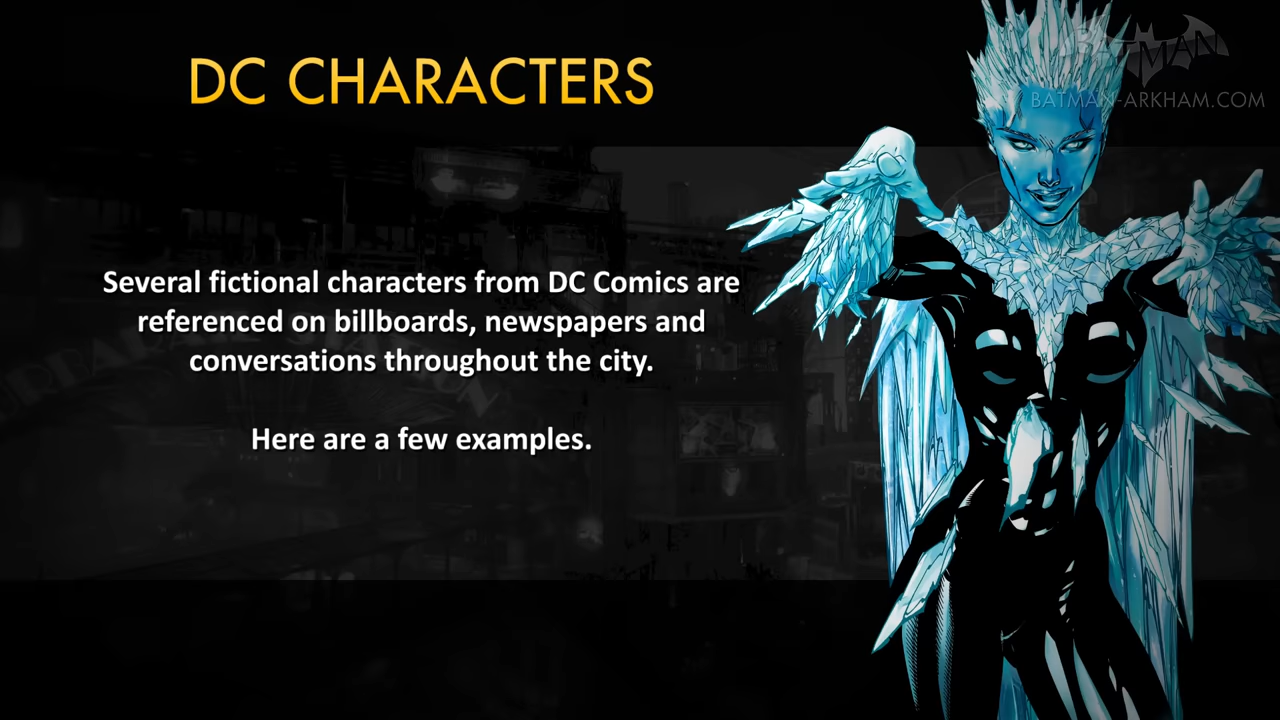 DC CHARACTERS
BATMAN
BATMAN-ARKHAM.COM
Several fictional characters from DC Comics are
referenced on billboards, newspapers and
conversations throughout the city.
Here are a few examples.